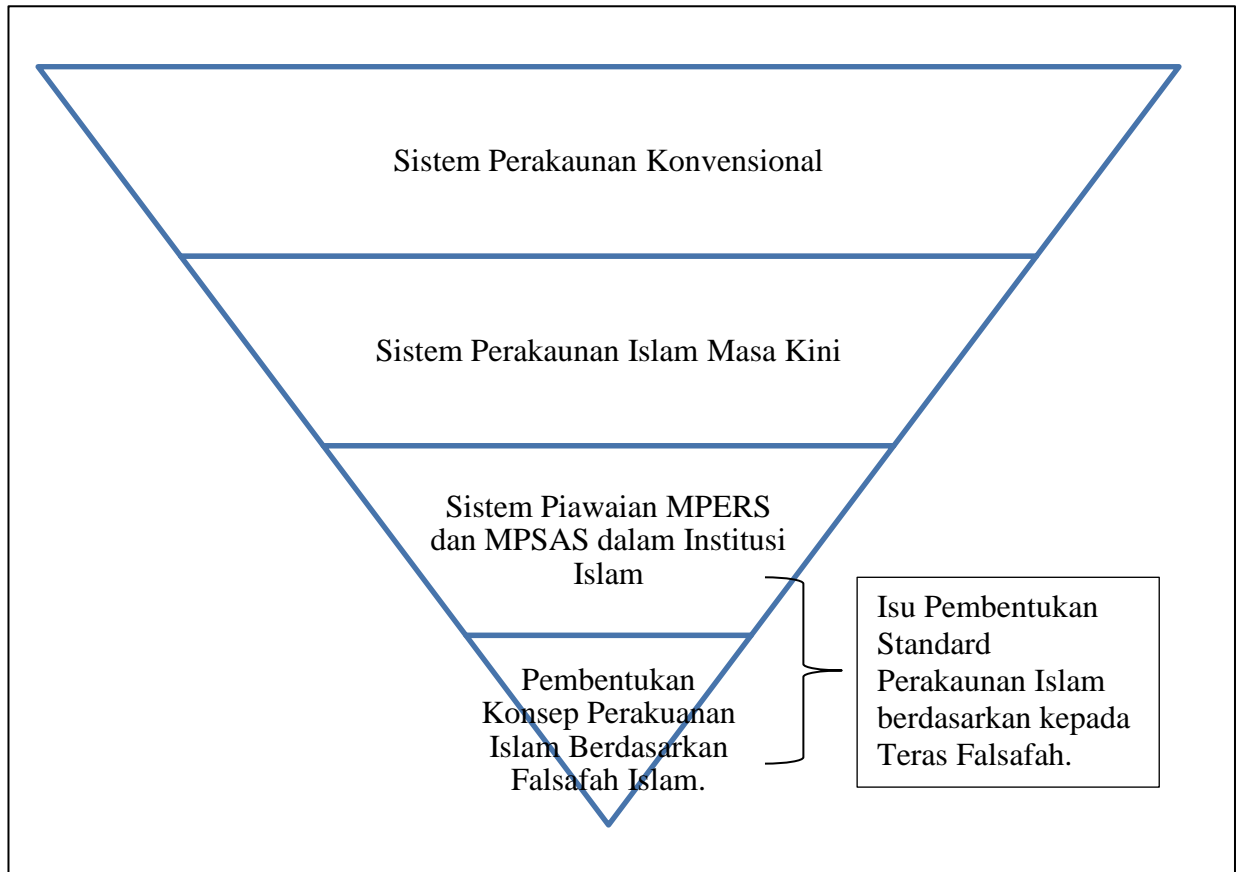 Sistem Perakaunan Konvensional
Sistem Perakaunan Islam Masa Kini
Sistem Piawaian MPERS
dan MPSAS dalam Institusi
Islam
Pembentukan
Konsep Perakuanan
Islam Berdasarkan
Falsafah Islam.
Isu Pembentukan
Standard
Perakaunan Islam
berdasarkan kepada
Teras Falsafah.